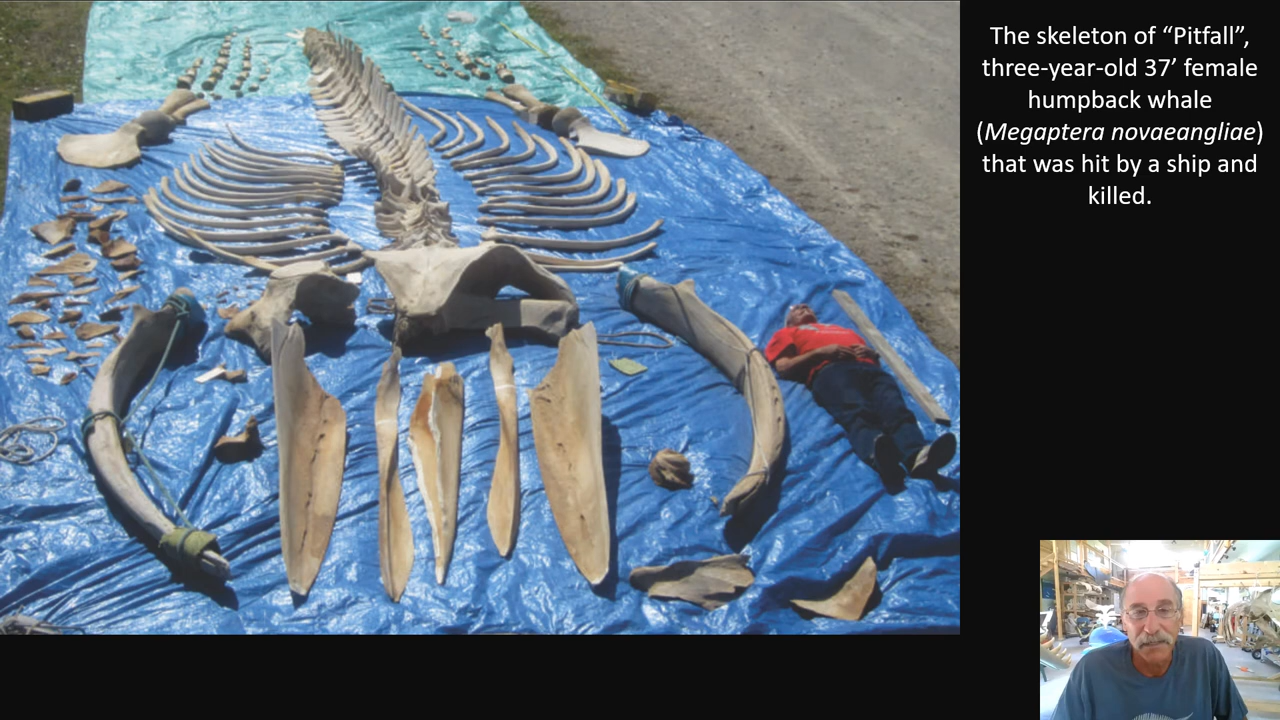 The skeleton of “Pitfall”,
three-year-old 37’ female
humpback whale
(Megaptera novaeangliae)
that was hit by a ship and
killed.